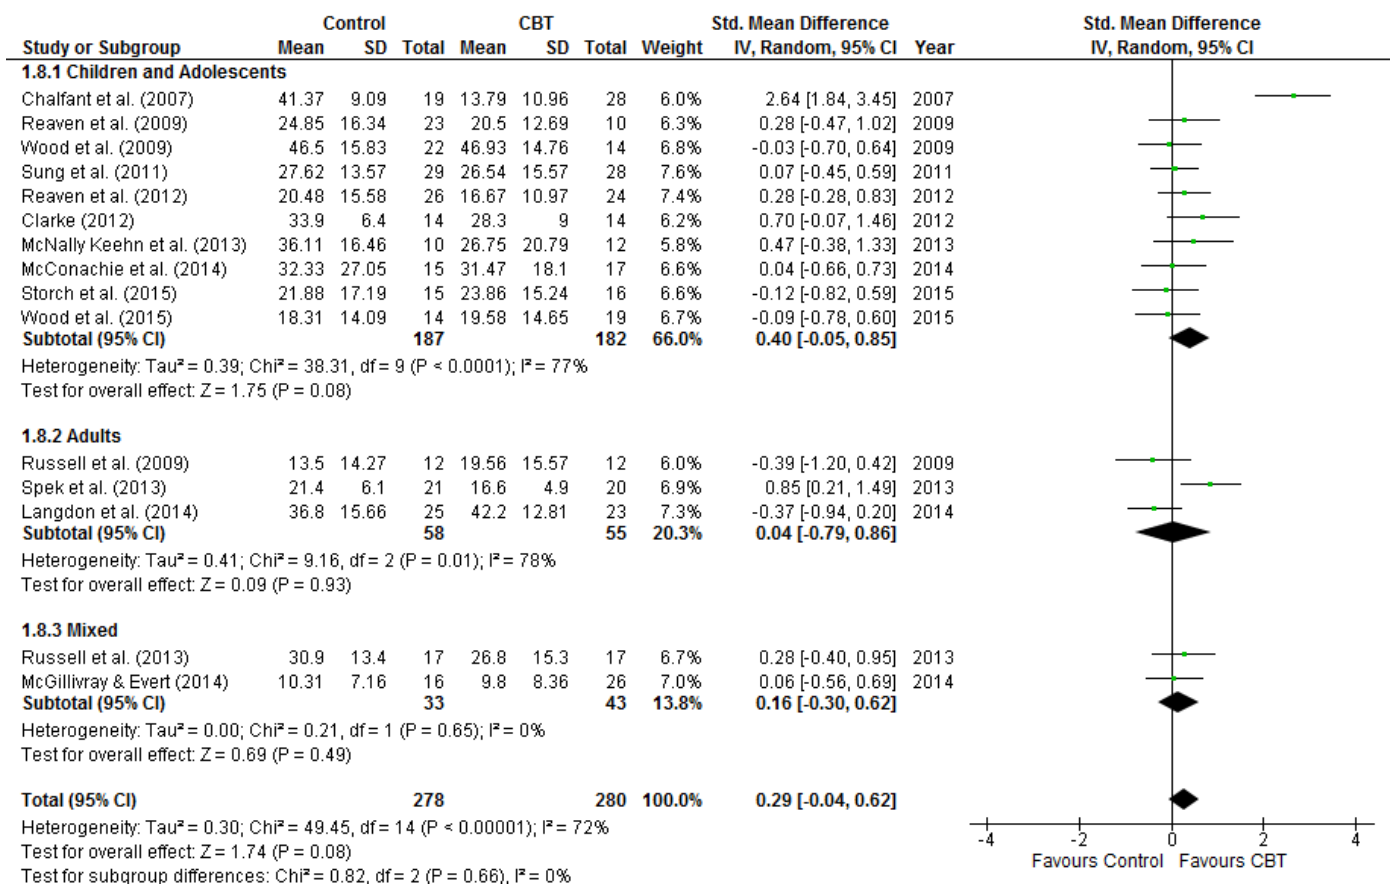 Control CBT Std. Mean Difference Std. Mean Difference
Study or Subgroup Mean SD Total Mean SD Total Weight IV, Random, 95% CI Year IV, Random, 95% CI
1.8.1 Children and Adolescents
Chalfant et al. (2007) 41.37 9.09 19 13.79 10.96 28 6.0% 2.64 [1.84, 3.45] 2007
Reaven et al. (2009) 24.85 16.34 23 20.5 12.69 10 6.3% 0.28 [-0.47, 1.02] 2009
Wood et al. (2009) 46.5 15.83 22 46.93 14.76 14 6.8% -0.03 [-0.70, 0.64] 2009
Sung et al. (2011) 27.62 13.57 29 26.54 15.57 28 7.6% 0.07 [-0.45, 0.59] 2011
Reaven et al. (2012) 20.48 15.58 26 16.67 10.97 24 7.4% 0.28 [-0.28, 0.83] 2012
Clarke (2012) 33.9 6.4 14 28.3 9 14 6.2% 0.70 [-0.07, 1.46] 2012
McNally Keehn et al. (2013) 36.11 16.46 10 26.75 20.79 12 5.8% 0.47 [-0.38, 1.33] 2013
McConachie et al. (2014) 32.33 27.05 15 31.47 18.1 17 6.6% 0.04 [-0.66, 0.73] 2014
Storch et al. (2015) 21.88 17.19 15 23.86 15.24 16 6.6% -0.12 [-0.82, 0.59] 2015
Wood et al. (2015) 18.31 14.09 14 19.58 14.65 19 6.7% -0.09 [-0.78, 0.60] 2015
Subtotal (95% CI) 187 182 66.0% 0.40 [-0.05, 0.85]
Heterogeneity: Tau² = 0.39; Chi² = 38.31, df = 9 (P < 0.0001); I² = 77%
Test for overall effect: Z = 1.75 (P = 0.08)
1.8.2 Adults
Russell et al. (2009) 13.5 14.27 12 19.56 15.57 12 6.0% -0.39 [-1.20, 0.42] 2009
Spek et al. (2013) 21.4 6.1 21 16.6 4.9 20 6.9% 0.85 [0.21, 1.49] 2013
Langdon et al. (2014) 36.8 15.66 25 42.2 12.81 23 7.3% -0.37 [-0.94, 0.20] 2014
Subtotal (95% CI) 58 55 20.3% 0.04 [-0.79, 0.86]
Heterogeneity: Tau² = 0.41; Chi² = 9.16, df = 2 (P = 0.01); I² = 78%
Test for overall effect: Z = 0.09 (P = 0.93)
1.8.3 Mixed
Russell et al. (2013) 30.9 13.4 17 26.8 15.3 17 6.7% 0.28 [-0.40, 0.95] 2013
McGillivray & Evert (2014) 10.31 7.16 16 9.8 8.36 26 7.0% 0.06 [-0.56, 0.69] 2014
Subtotal (95% CI) 33 43 13.8% 0.16 [-0.30, 0.62]
Heterogeneity: Tau² = 0.00; Chi² = 0.21, df = 1 (P = 0.65); I² = 0%
Test for overall effect: Z = 0.69 (P = 0.49)
Total (95% CI) 278 280 100.0% 0.29 [-0.04, 0.62]
Heterogeneity: Tau² = 0.30; Chi² = 49.45, df = 14 (P < 0.00001); I² = 72%
Test for overall effect: Z = 1.74 (P = 0.08)
Test for subgroup differences: Chi² = 0.82, df = 2 (P = 0.66), I² = 0%
-4 -2 0 2 4
Favours Control Favours CBT